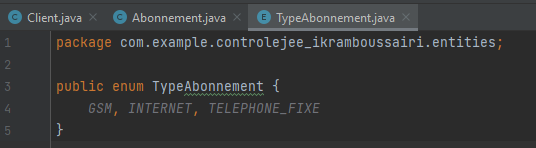 Client.java Abonnement.java TypeAbonnement.java
1 package com.example.controlejee_ikramboussairi.entities;
2
3 public enum TypeAbonnement {
4 GSM, INTERNET, TELEPHONE_FIXE
5 }